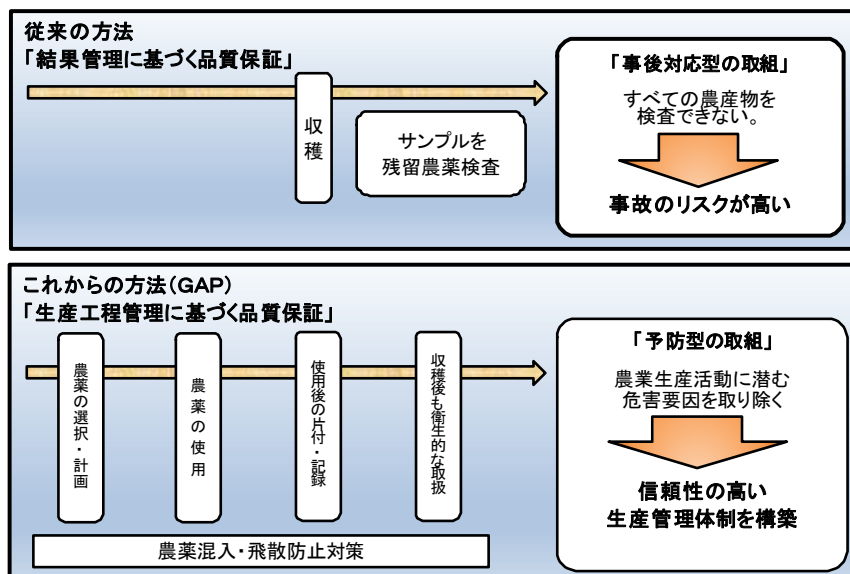 従来の方法
「結果管理に基づく品質保証」
収穫
サンプルを
残留農薬検査
「事後対応型の取組」
すべての農産物を
検査できない。
事故のリスクが高い
これからの方法（ＧＡＰ）
「生産工程管理に基づく品質保証」
農薬の選択・計画
農薬の使用
使用後の片付・記録
収穫後も衛生的な取扱
農薬混入・飛散防止対策
「予防型の取組」
農業生産活動に潜む
危害要因を取り除く
信頼性の高い
生産管理体制を構築